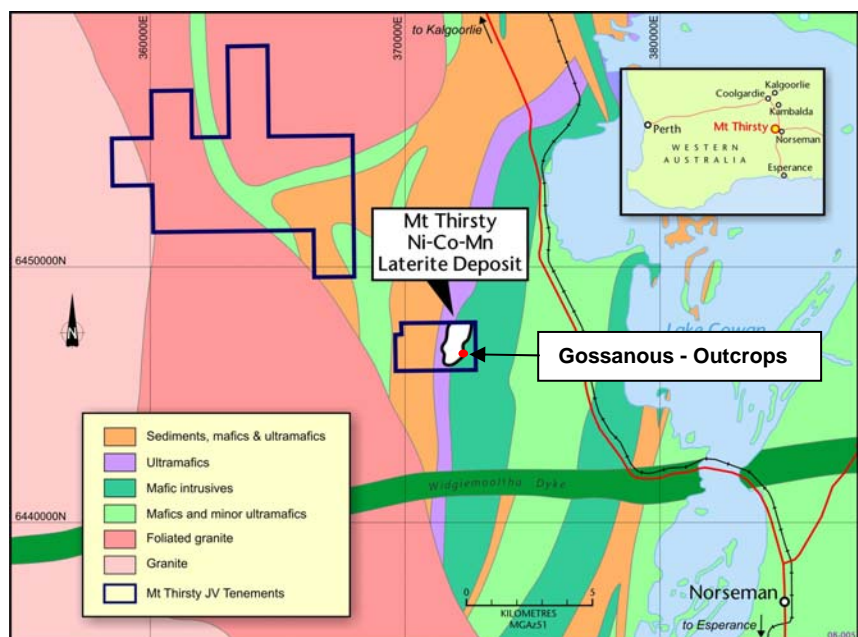 360000E
370000E
380000E
to Kalgoorlie
Kalgoorlie
Coolgardie
Kambalda
Perth
Mt Thirsty
Norseman
WESTERN
AUSTRALIA
Esperance
Mt Thirsty
Ni-Co-Mn
Laterite Deposit
6450000N
N
Lake Cowan
Gossanous - Outcrops
Sediments, mafics & ultramafics
Ultramafics
Mafic intrusives
Mafics and minor ultramafics
Foliated granite
Granite
Mt Thirsty JV Tenements
Widgiemooltha Dyke
6440000N
0 5
KILOMETRES
MGAz51
Norseman
to Esperance